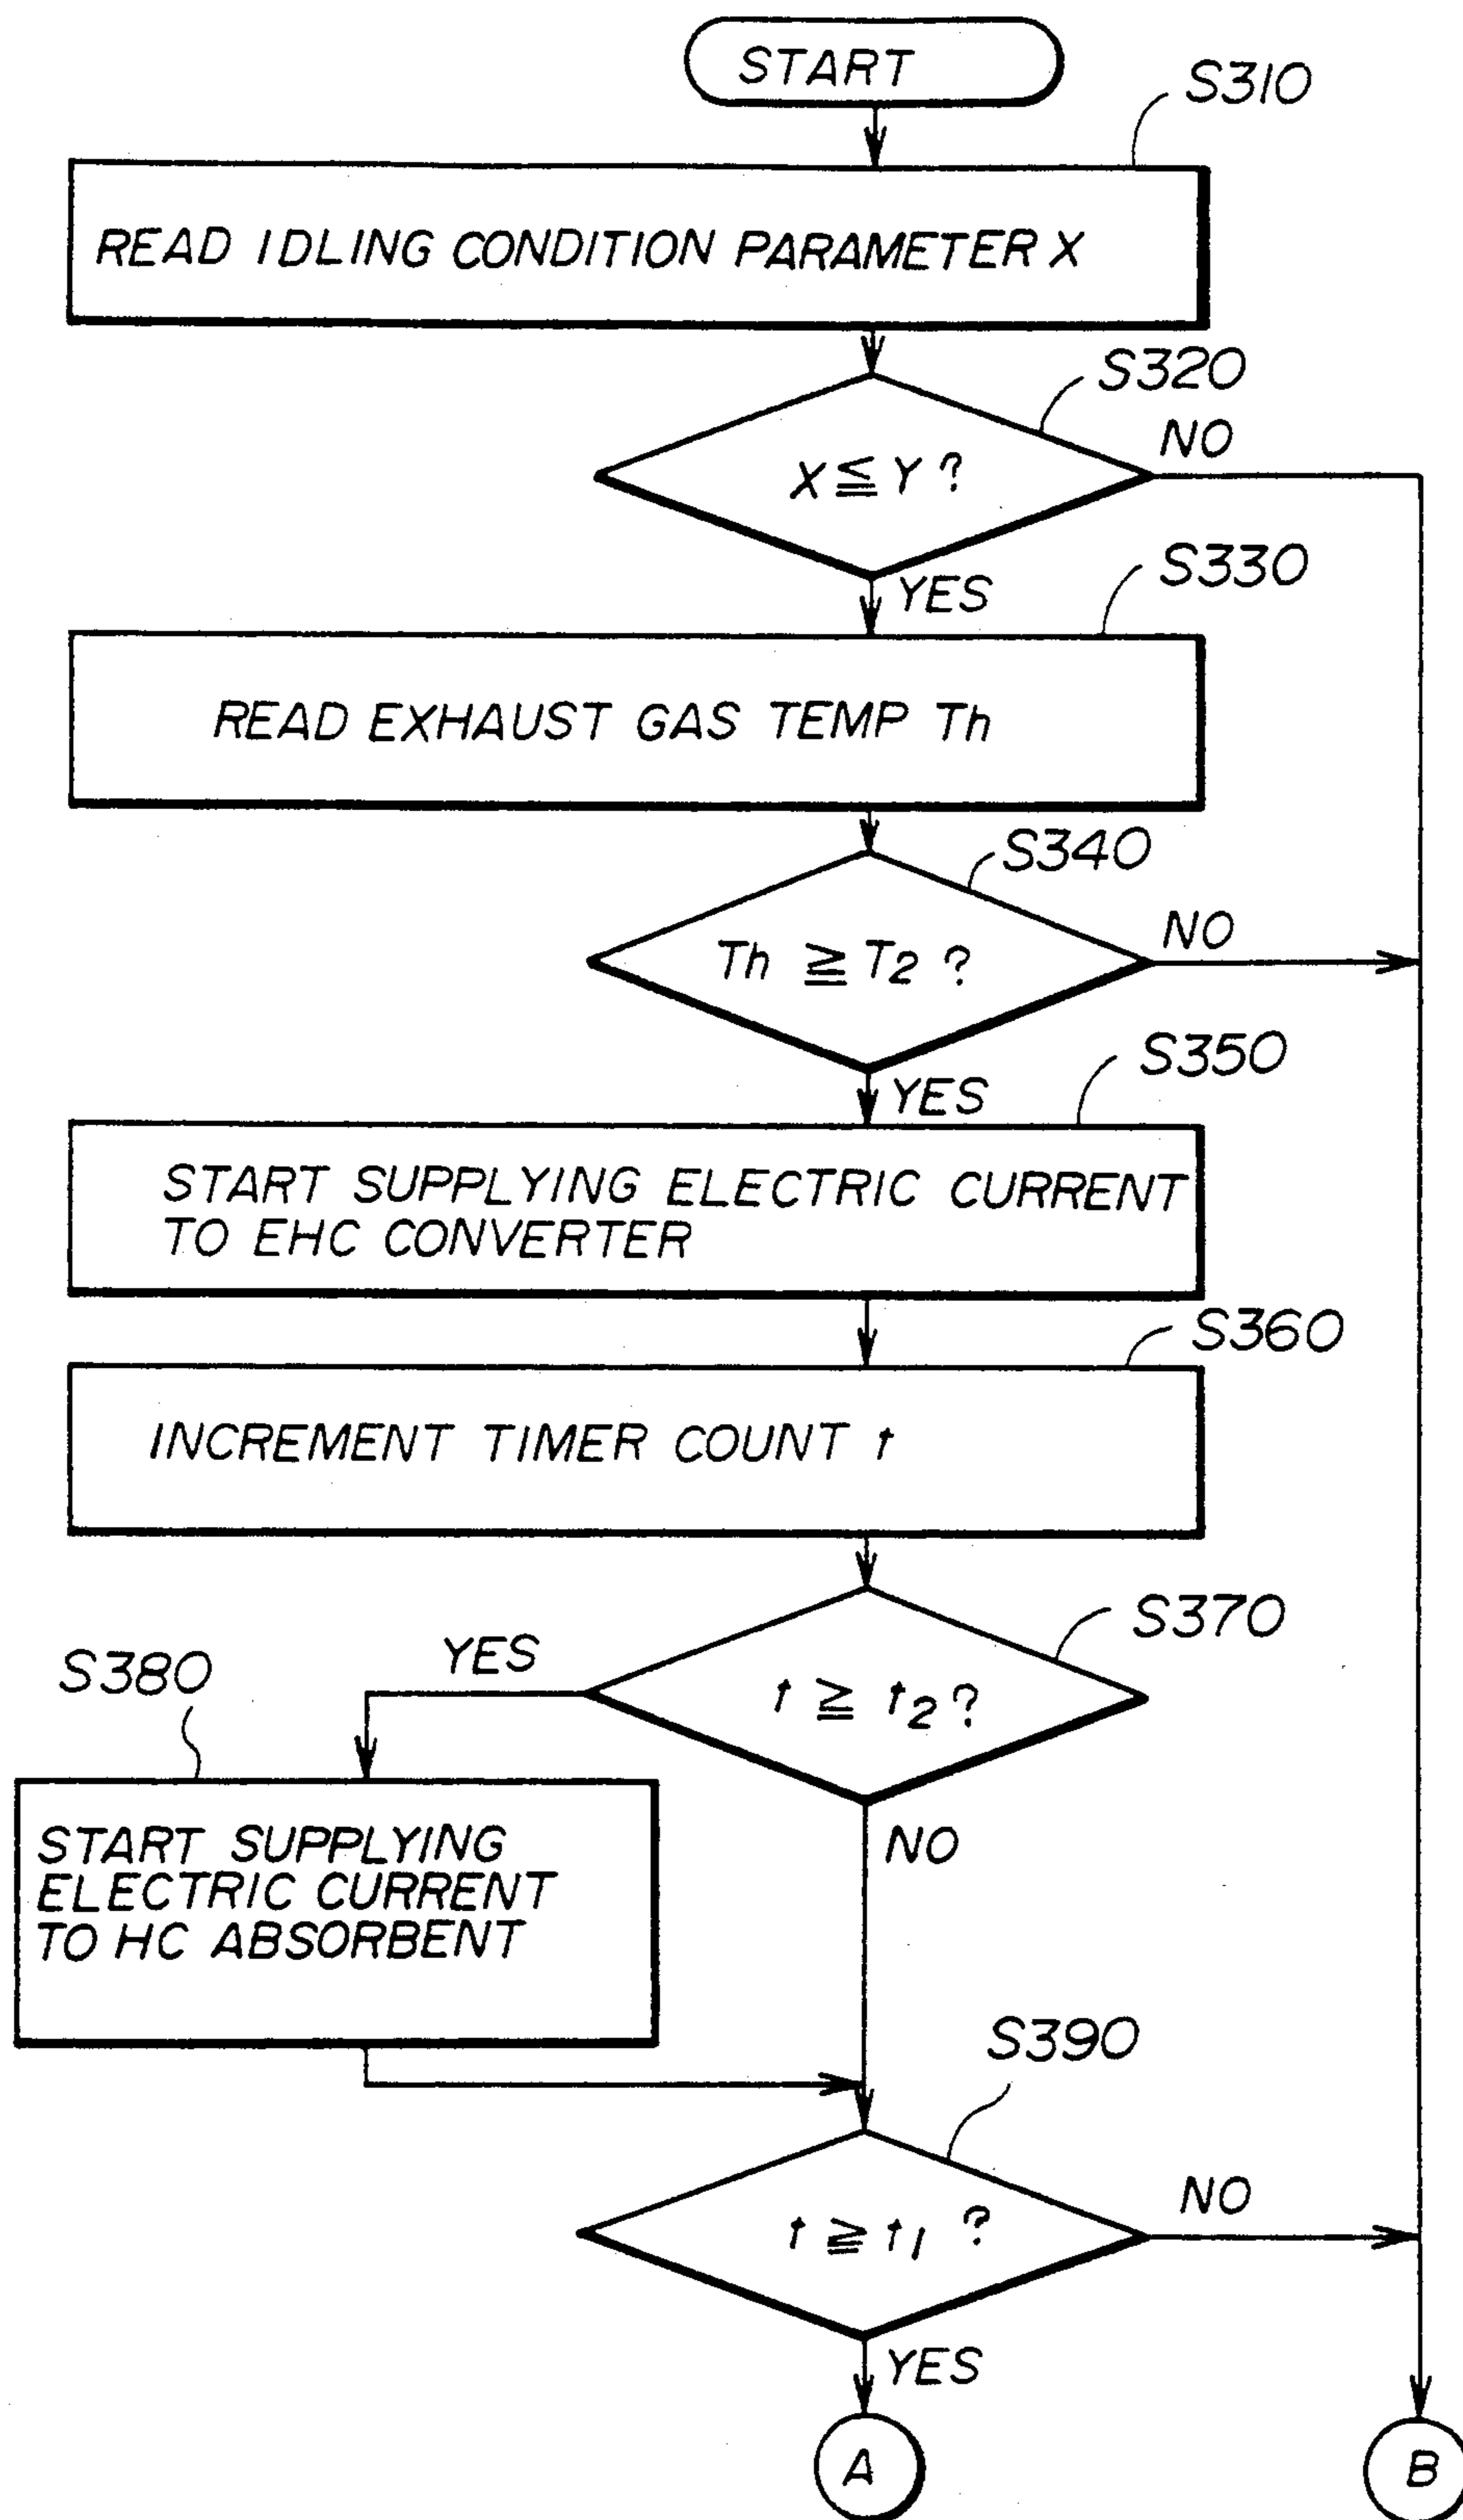 START
S310
READ IDLING CONDITION PARAMETER X
S320
X ≦ Y ?
NO
YES
S330
READ EXHAUST GAS TEMP Th
S340
Th ≧ T2 ?
NO
YES
S350
START SUPPLYING ELECTRIC CURRENT
TO EHC CONVERTER
S360
INCREMENT TIMER COUNT t
S370
t ≧ t2 ?
YES
NO
S380
START SUPPLYING
ELECTRIC CURRENT
TO HC ABSORBENT
S390
t ≧ t1 ?
NO
YES
A
B